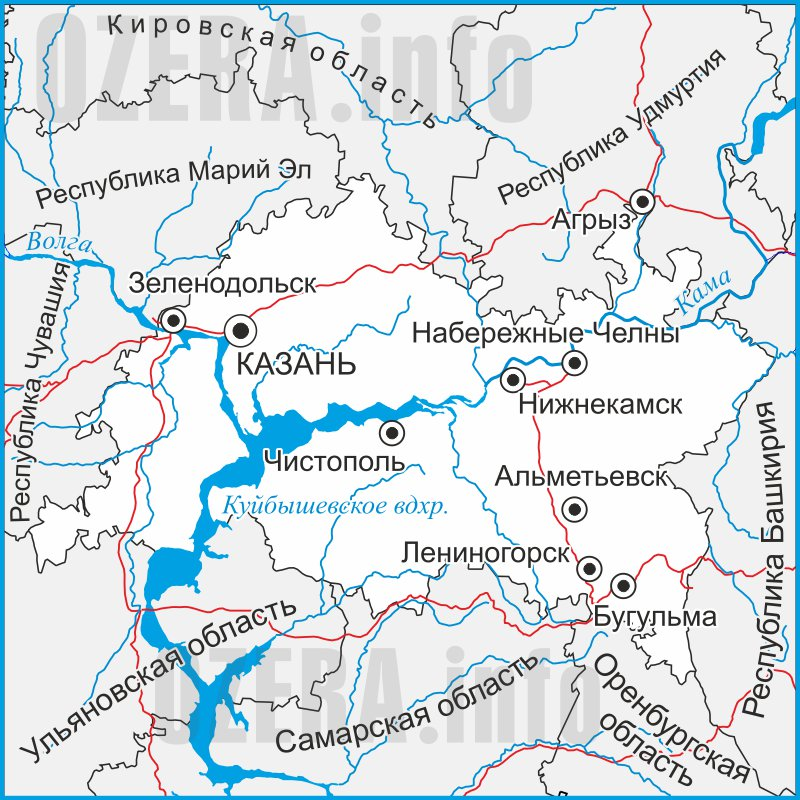 OZERA.info
Кировская область
Республика Удмуртия
Республика Марий Эл
Агрыз
Волга
Зеленодольск
Кама
Республика Чувашия
Набережные Челны
КАЗАНЬ
Нижнекамск
Чистополь
Альметьевск
Куйбышевское вдхр.
Республика Башкирия
Лениногорск
Бугульма
Ульяновская область
OZERA.info
Самарская область
Оренбургская
область